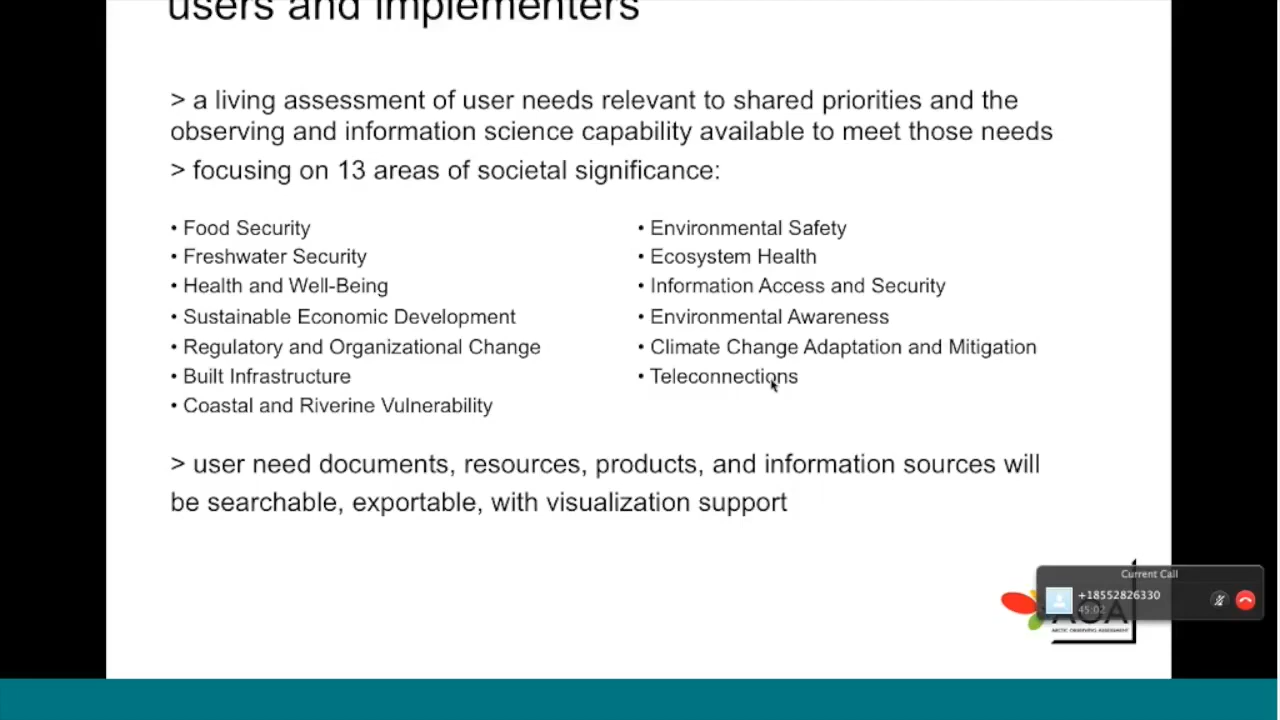 users and implementers
> a living assessment of user needs relevant to shared priorities and the
observing and information science capability available to meet those needs
> focusing on 13 areas of societal significance:
• Food Security
• Freshwater Security
• Health and Well-Being
• Sustainable Economic Development
• Regulatory and Organizational Change
• Built Infrastructure
• Coastal and Riverine Vulnerability
• Environmental Safety
• Ecosystem Health
• Information Access and Security
• Environmental Awareness
• Climate Change Adaptation and Mitigation
• Teleconnections
> user need documents, resources, products, and information sources will
be searchable, exportable, with visualization support
Current Call
+18552826330
45:02
AOA
ARCTIC OBSERVING ASSESSMENT